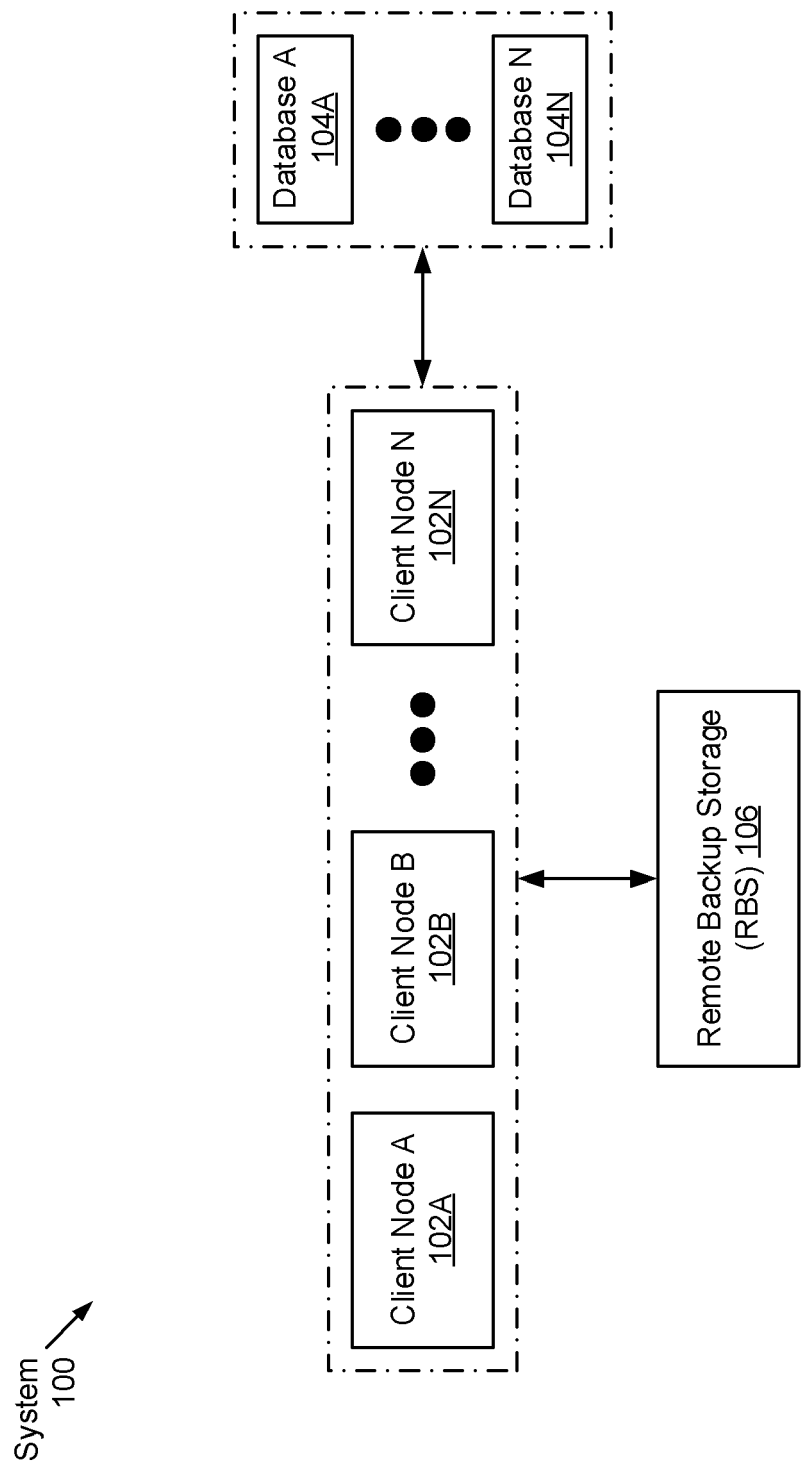 System
100
Client Node A
102A
Client Node B
102B
Client Node N
102N
Database A
104A
Database N
104N
Remote Backup Storage
(RBS) 106